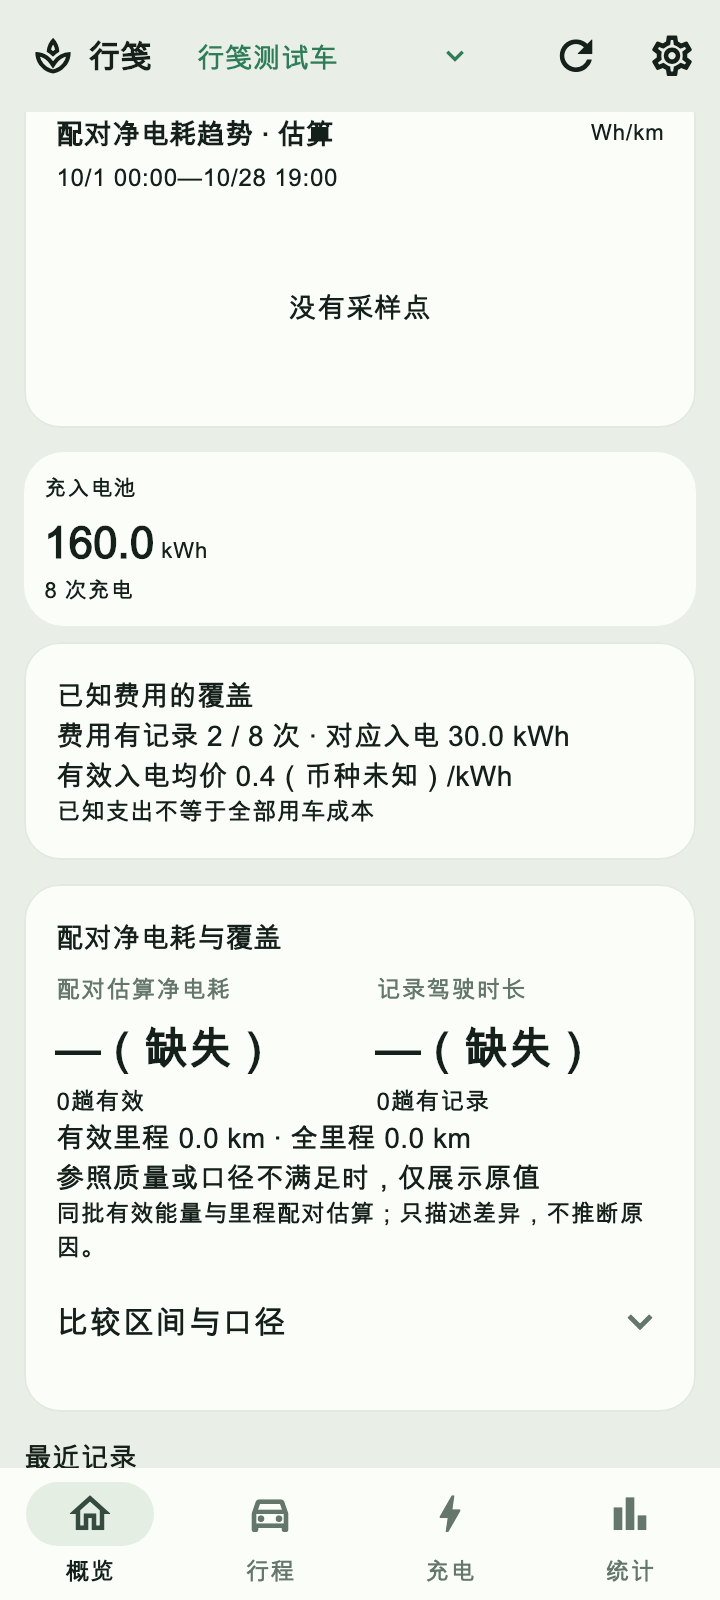 行笺
行笺测试车
配对净电耗趋势 · 估算
Wh/km
10/1 00:00—10/28 19:00
没有采样点
充入电池
160.0 kWh
8 次充电
已知费用的覆盖
费用有记录 2 / 8 次 · 对应入电 30.0 kWh
有效入电均价 0.4（币种未知）/kWh
已知支出不等于全部用车成本
配对净电耗与覆盖
配对估算净电耗
记录驾驶时长
—（缺失）
—（缺失）
0趟有效
0趟有记录
有效里程 0.0 km · 全里程 0.0 km
参照质量或口径不满足时，仅展示原值
同批有效能量与里程配对估算；只描述差异，不推断原
因。
比较区间与口径
最近记录
概览
行程
充电
统计